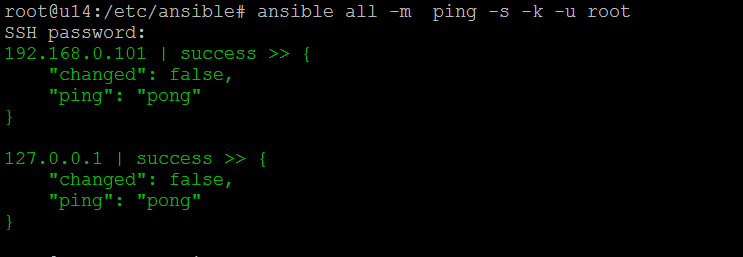 root@u14:/etc/ansible# ansible all -m  ping -s -k -u root
SSH password:
192.168.0.101 | success >> {
    "changed": false,
    "ping": "pong"
}

127.0.0.1 | success >> {
    "changed": false,
    "ping": "pong"
}